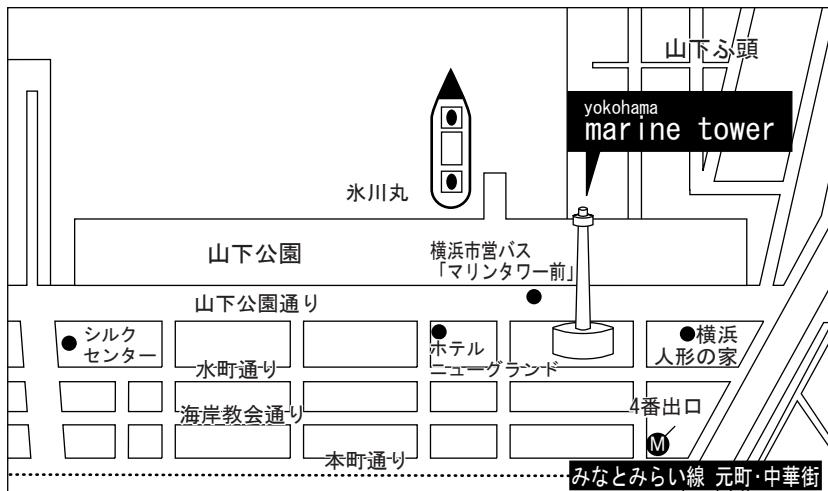 山下ふ頭
yokohama
marine tower
氷川丸
山下公園
横浜市営バス
「マリンタワー前」
山下公園通り
シルク
センター
ホテル
ニューグランド
横浜
人形の家
水町通り
海岸教会通り
4番出口
M
本町通り
みなとみらい線 元町・中華街